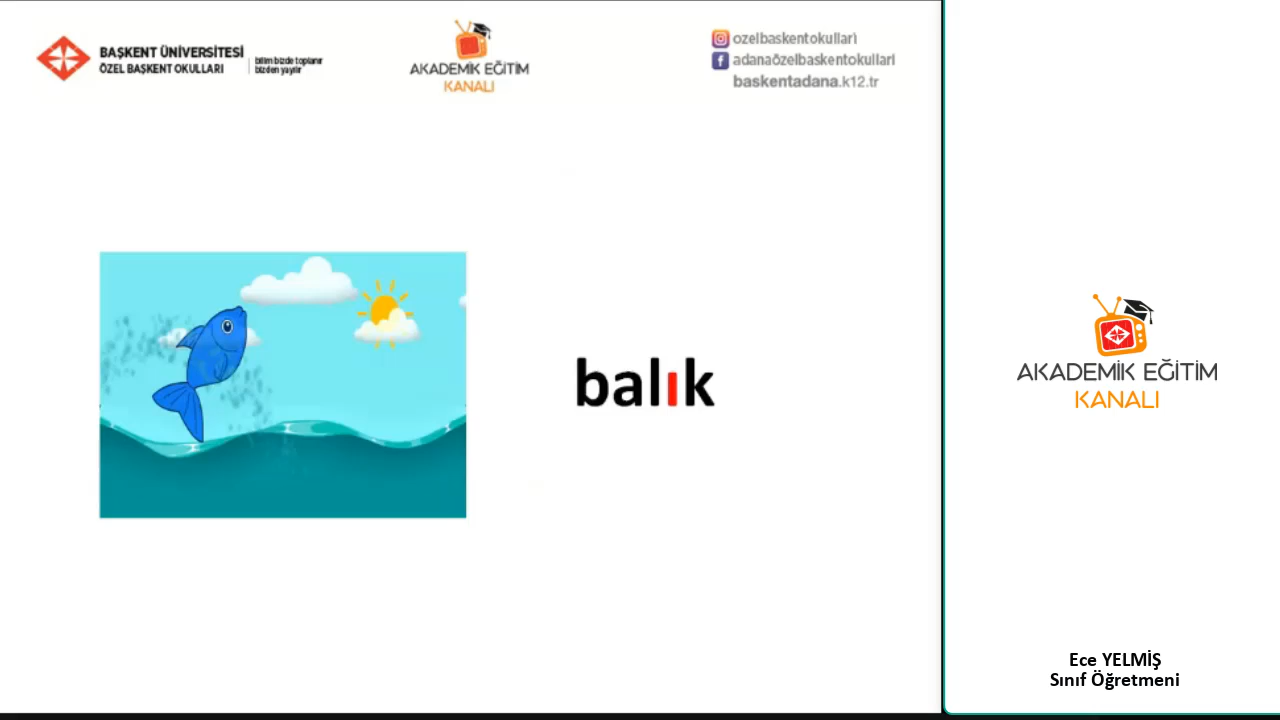 BAŞKENT ÜNİVERSİTESİ
ÖZEL BAŞKENT OKULLARI
bilim bizde toplanır
bizden yayılır
AKADEMİK EĞİTİM
KANALI
ozelbaskentokullari
adanaözelbaskentokullari
baskentadana.k12.tr
balık
AKADEMİK EĞİTİM
KANALI
Ece YELMİŞ
Sınıf Öğretmeni